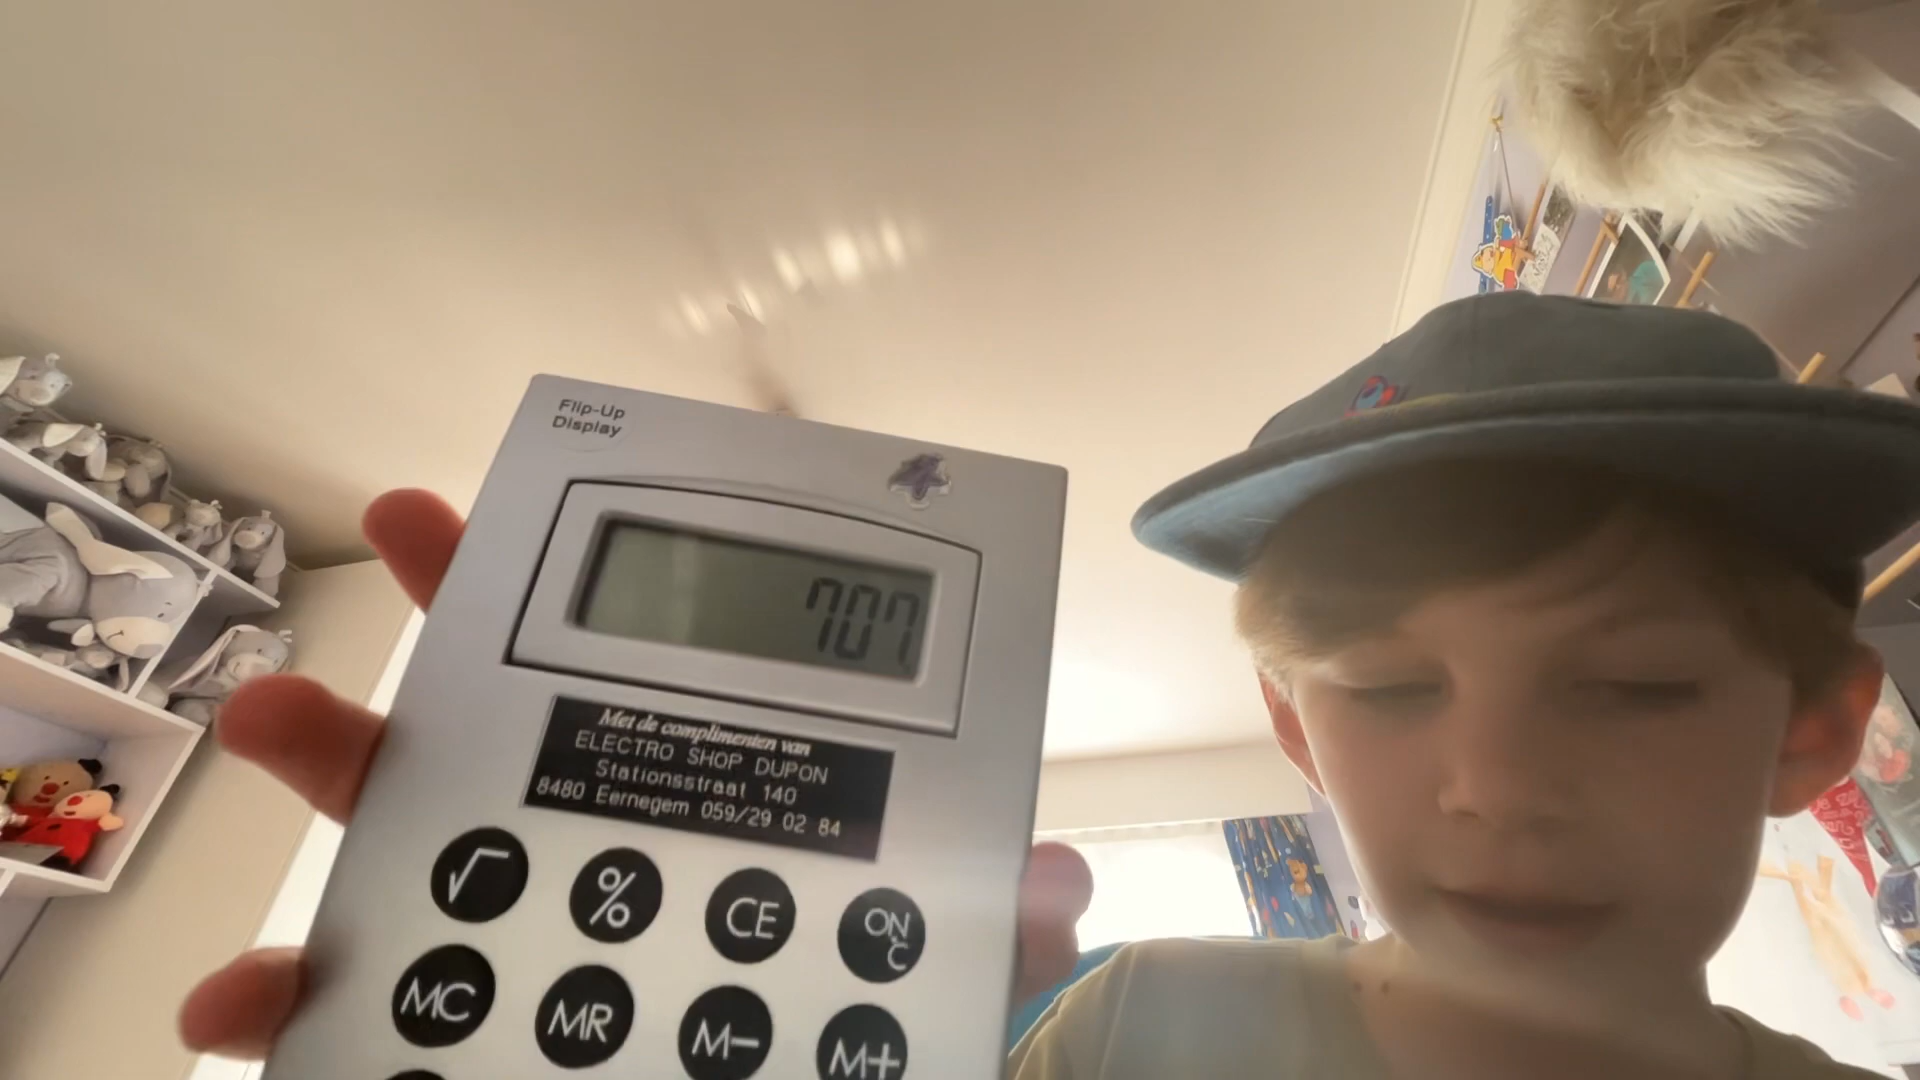 Flip-Up
Display
707
Met de complimenten van
ELECTRO SHOP DUPON
Stationsstraat 140
8480 Eernegem 059/29 02 84
√ % CE ON/C
MC MR M− M+